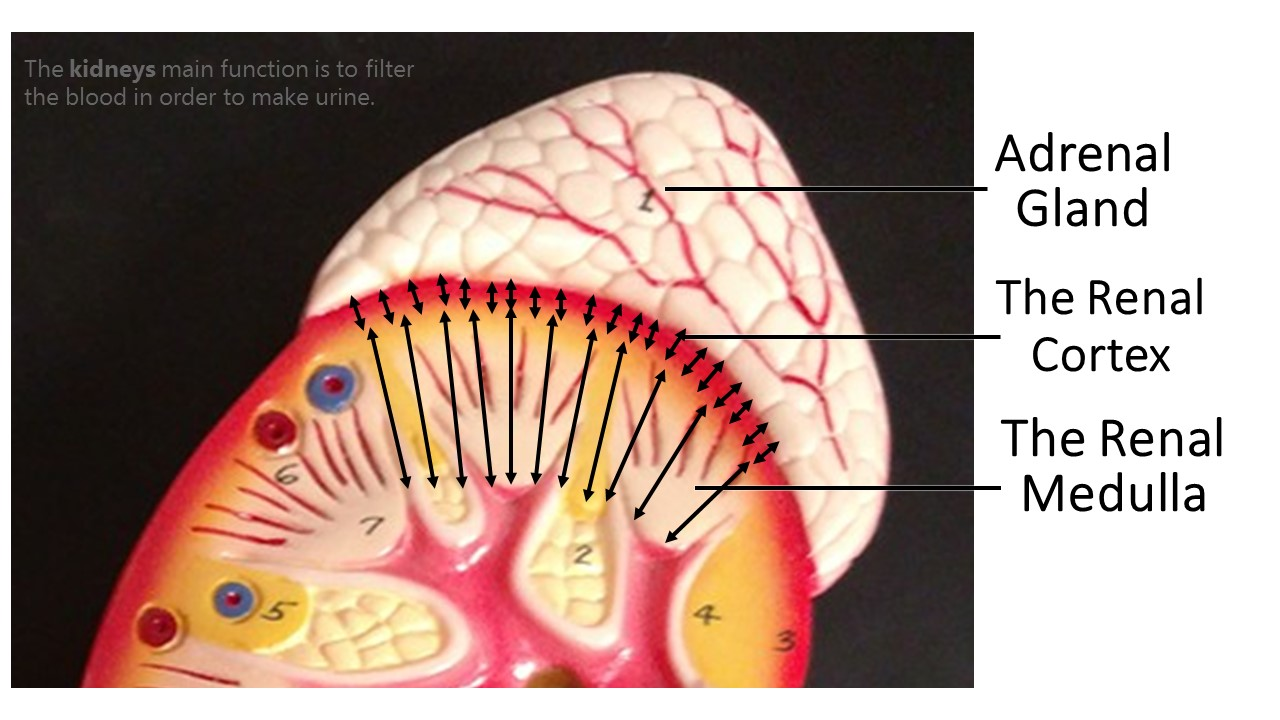 The kidneys main function is to filter
the blood in order to make urine.
Adrenal
Gland
1
The Renal
Cortex
The Renal
Medulla
6
7
2
5
4
3